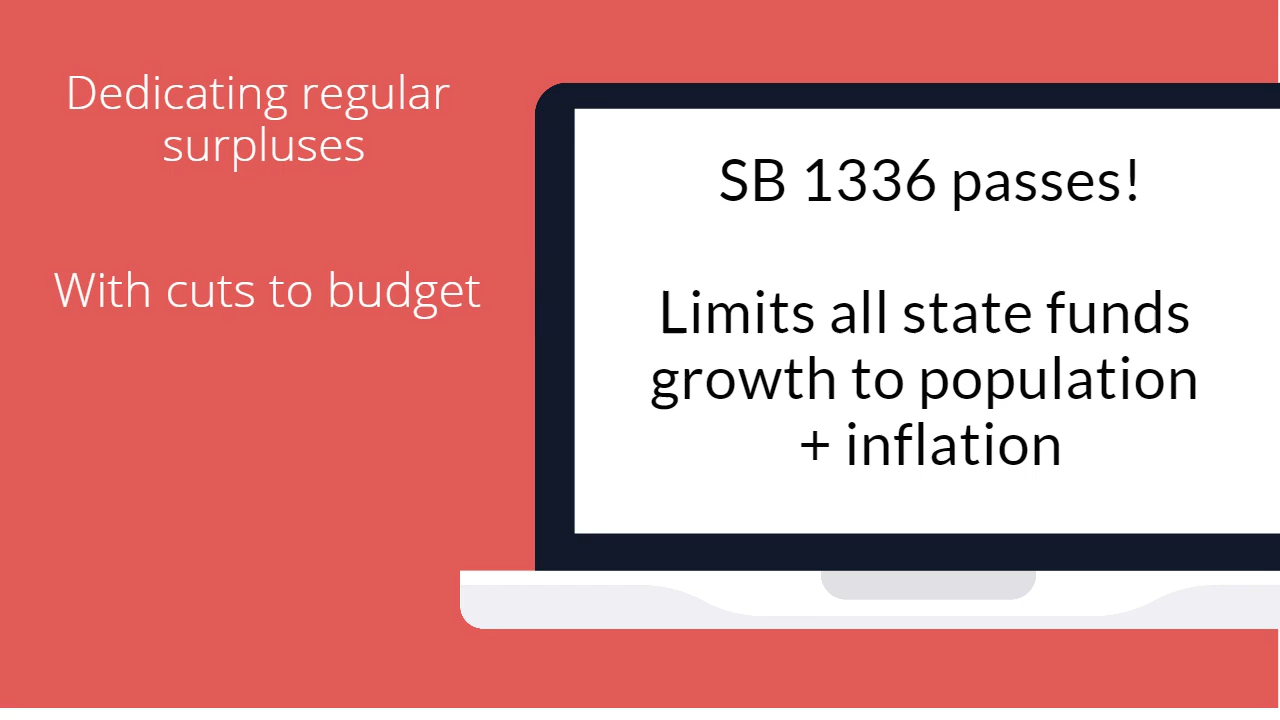 Dedicating regular
surpluses
With cuts to budget
SB 1336 passes!
Limits all state funds
growth to population
+ inflation